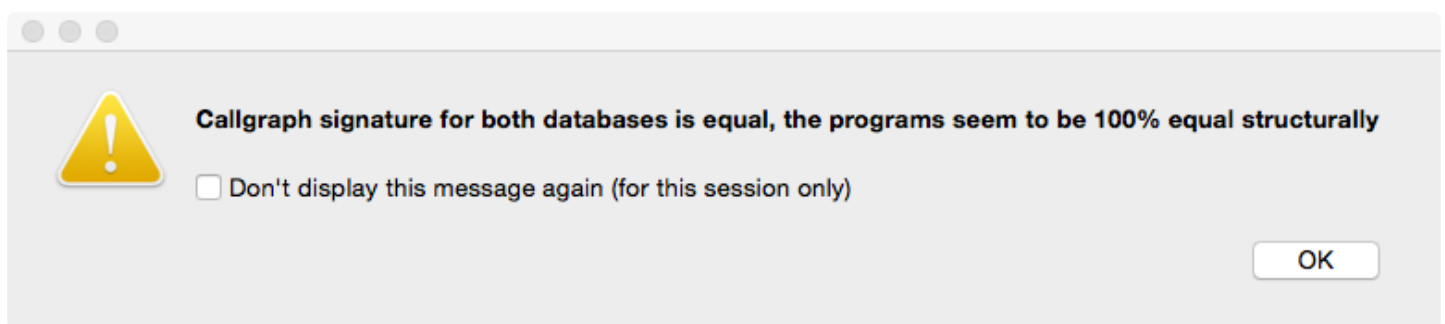 Callgraph signature for both databases is equal, the programs seem to be 100% equal structurally
Don't display this message again (for this session only)
OK